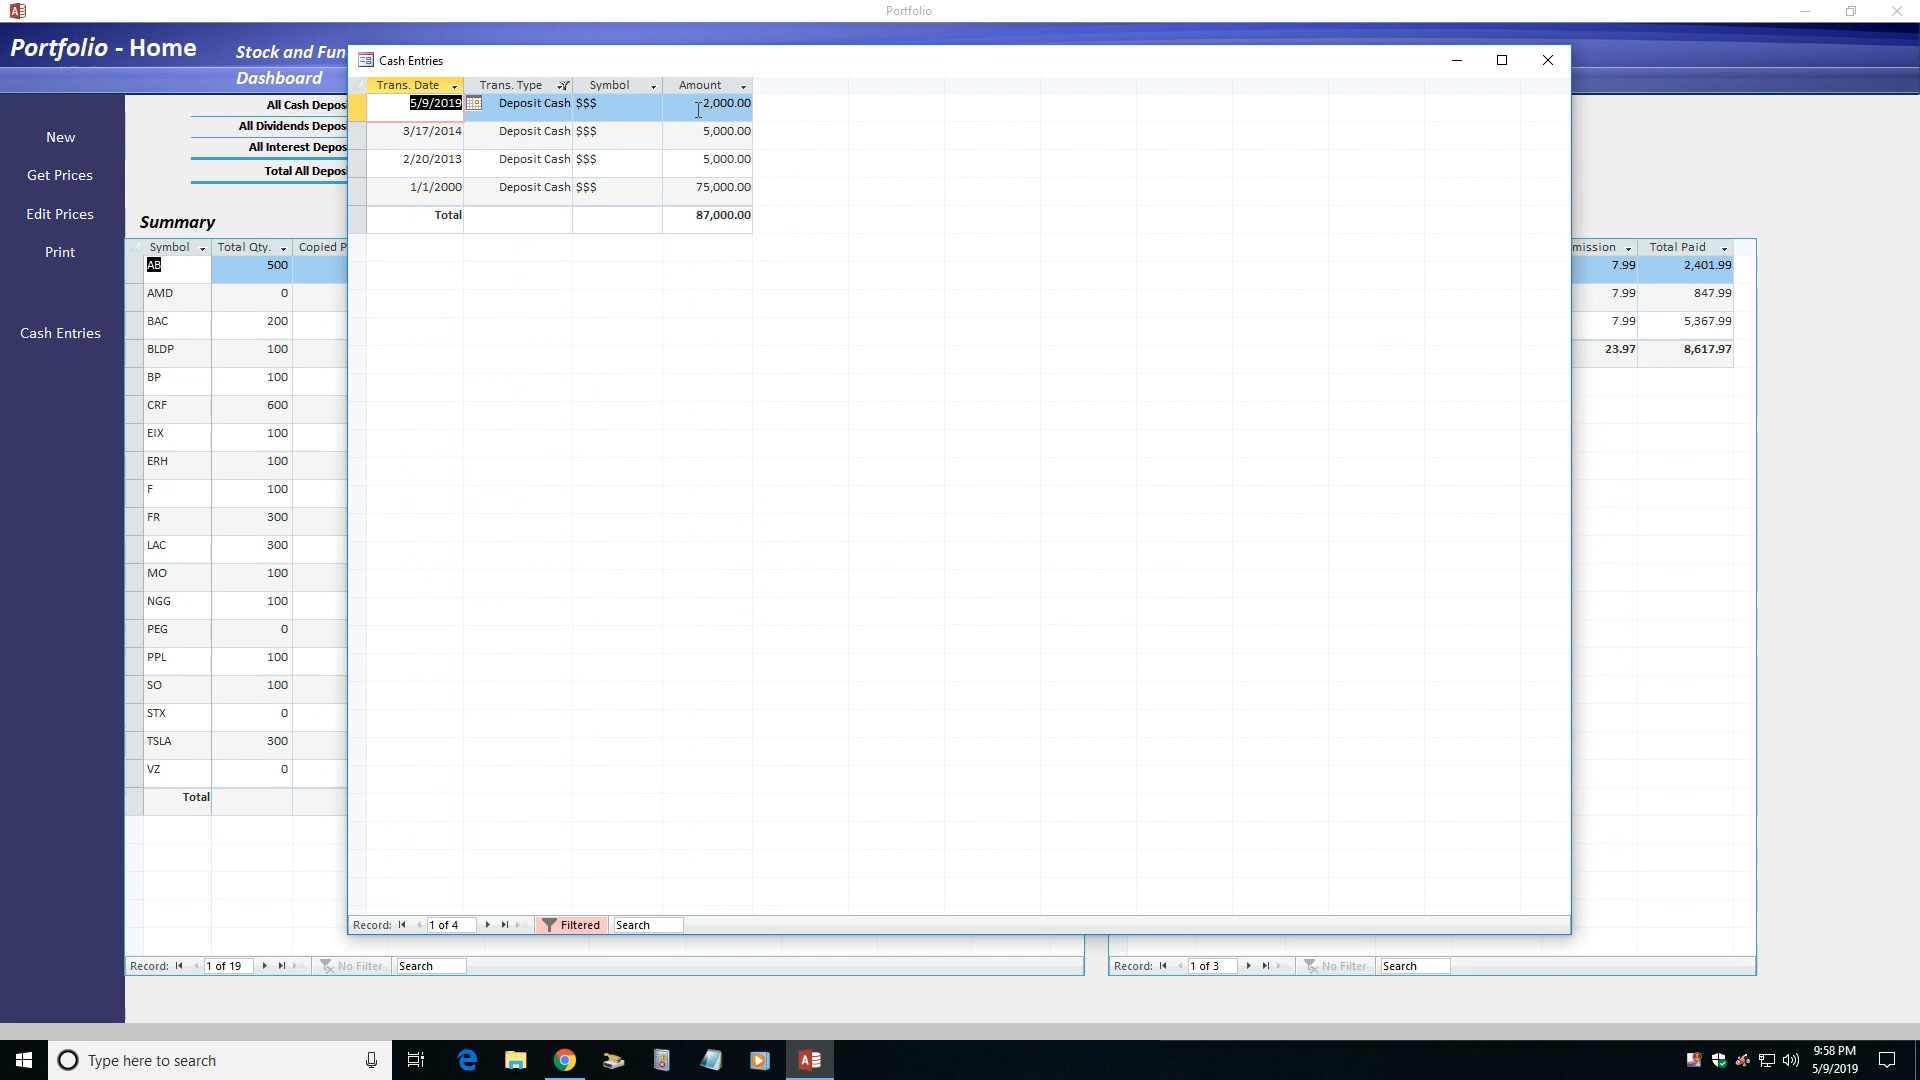 Portfolio
Portfolio - Home
Stock and Fun
Dashboard
New
Get Prices
Edit Prices
Print
Cash Entries
All Cash Depos
All Dividends Depos
All Interest Depos
Total All Depos
Summary
Symbol Total Qty. Copied P
AB 500
AMD 0
BAC 200
BLDP 100
BP 100
CRF 600
EIX 100
ERH 100
F 100
FR 300
LAC 300
MO 100
NGG 100
PEG 0
PPL 100
SO 100
STX 0
TSLA 300
VZ 0
Total
Record: 1 of 19 No Filter Search
Cash Entries
Trans. Date Trans. Type Symbol Amount
5/9/2019 Deposit Cash $$$ 2,000.00
3/17/2014 Deposit Cash $$$ 5,000.00
2/20/2013 Deposit Cash $$$ 5,000.00
1/1/2000 Deposit Cash $$$ 75,000.00
Total 87,000.00
Record: 1 of 4 Filtered Search
mission Total Paid
7.99 2,401.99
7.99 847.99
7.99 5,367.99
23.97 8,617.97
Record: 1 of 3 No Filter Search
Type here to search
9:58 PM
5/9/2019